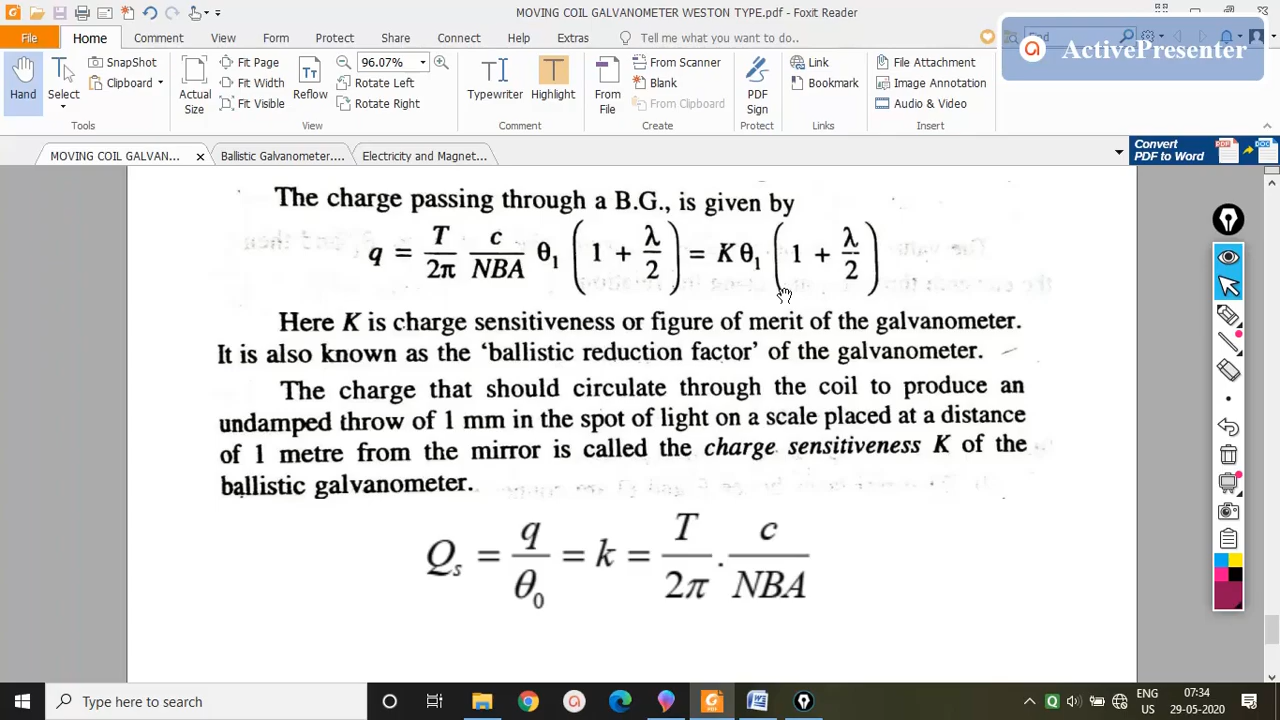 MOVING COIL GALVANOMETER WESTON TYPE.pdf - Foxit Reader
File Home Comment View Form Protect Share Connect Help Extras Tell me what you want to do... Find
ActivePresenter
Hand
Select
SnapShot
Clipboard
Tools
Actual Size
Fit Page
Fit Width
Fit Visible
Reflow
96.07%
Rotate Left
Rotate Right
View
Typewriter
Highlight
Comment
From File
From Scanner
Blank
From Clipboard
Create
PDF Sign
Protect
Link
Bookmark
Links
File Attachment
Image Annotation
Audio & Video
Insert
MOVING COIL GALVAN... Ballistic Galvanometer.... Electricity and Magnet...
Convert PDF to Word
PDF DOC
The charge passing through a B.G., is given by
q = T/2π c/NBA θ₁ (1 + λ/2) = Kθ₁ (1 + λ/2)
Here K is charge sensitiveness or figure of merit of the galvanometer.
It is also known as the 'ballistic reduction factor' of the galvanometer.
The charge that should circulate through the coil to produce an
undamped throw of 1 mm in the spot of light on a scale placed at a distance
of 1 metre from the mirror is called the charge sensitiveness K of the
ballistic galvanometer.
Qₛ = q/θ₀ = k = T/2π . c/NBA
Type here to search
ENG
US
07:34
29-05-2020